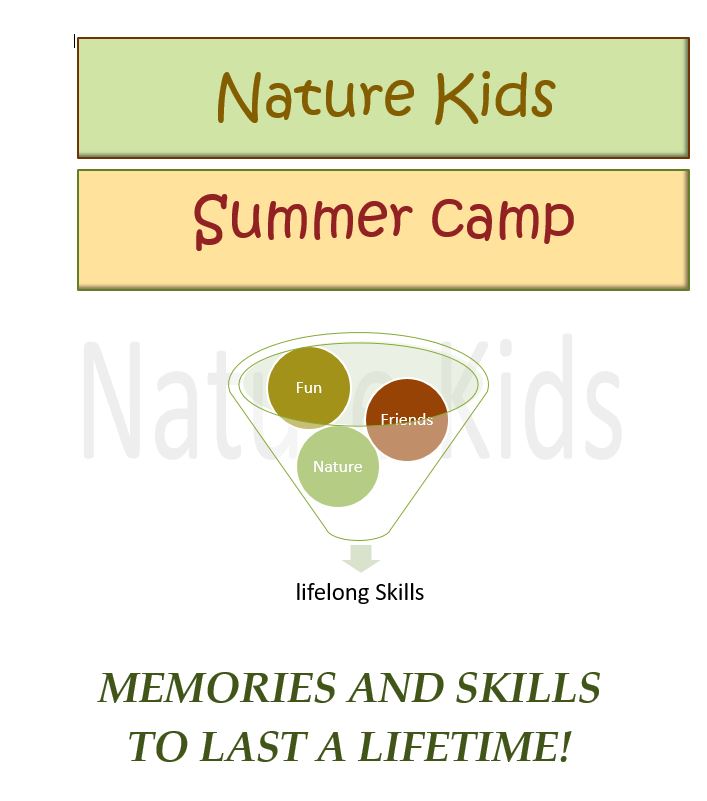 Nature Kids
Summer camp
Nature Kids
Fun
Friends
Nature
lifelong Skills
MEMORIES AND SKILLS
TO LAST A LIFETIME!